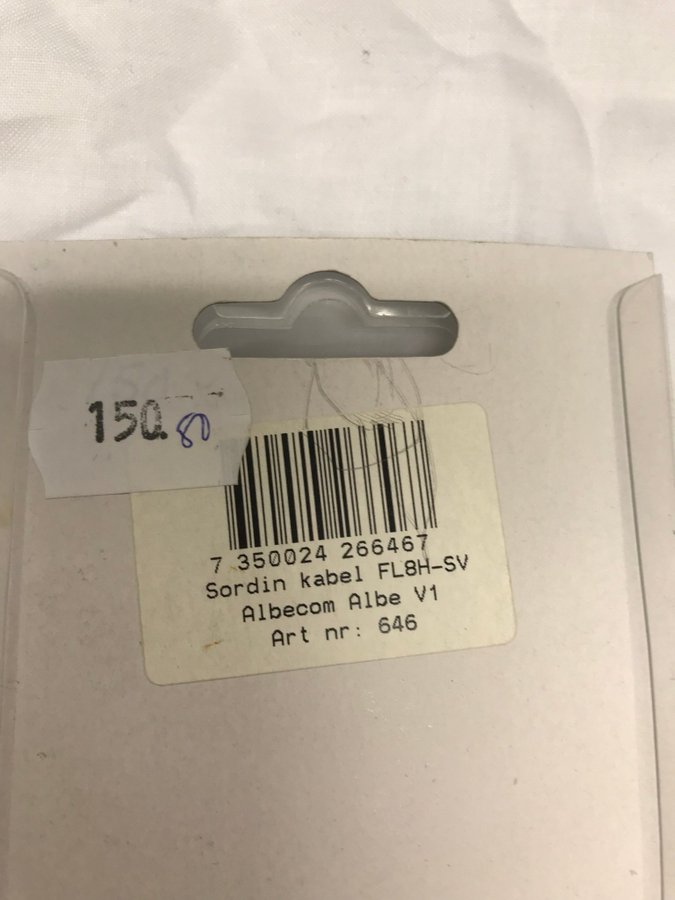 150.
80
7 350024 266467
Sordin kabel FL8H-SV
Albecom Albe V1
Art nr: 646